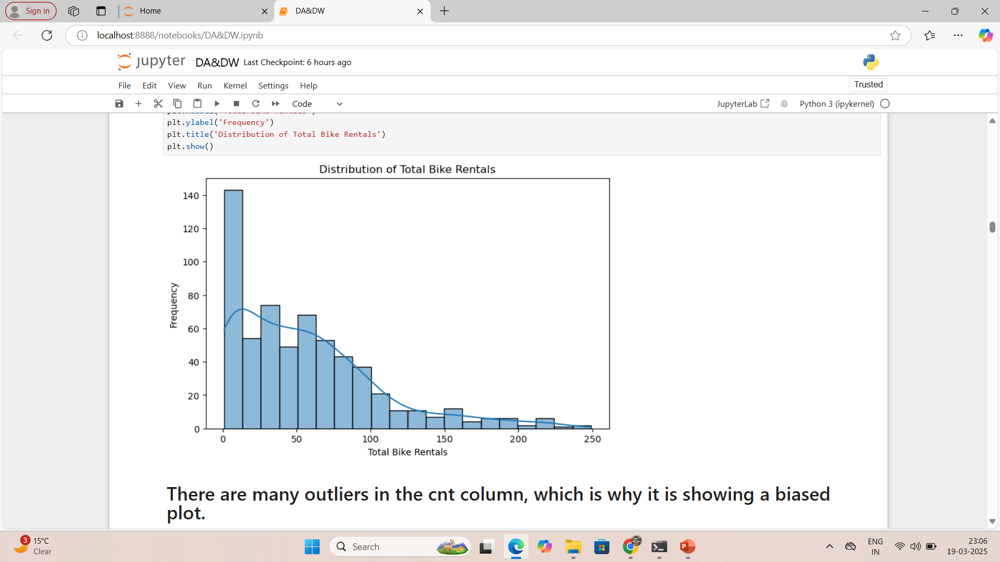 Sign in
Home
DA&DW
localhost:8888/notebooks/DA&DW.ipynb
jupyter DA&DW Last Checkpoint: 6 hours ago
File Edit View Run Kernel Settings Help
Trusted
Code
JupyterLab
Python 3 (ipykernel)
plt.ylabel('Frequency')
plt.title('Distribution of Total Bike Rentals')
plt.show()
Distribution of Total Bike Rentals
140
120
100
80
60
40
20
0
Frequency
0 50 100 150 200 250
Total Bike Rentals
There are many outliers in the cnt column, which is why it is showing a biased
plot.
3
15°C
Clear
Search
ENG
IN
23:06
19-03-2025